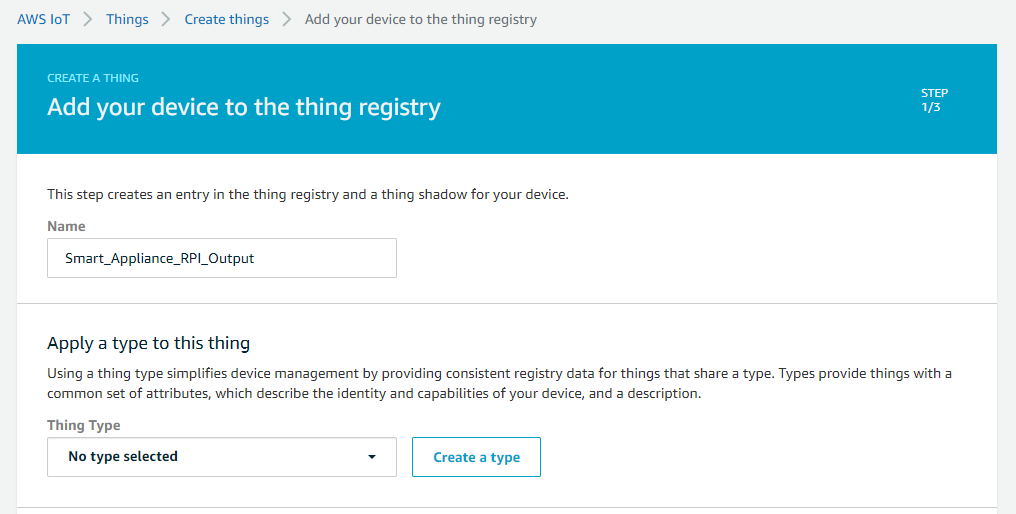 AWS IoT Things Create things Add your device to the thing registry
CREATE A THING
Add your device to the thing registry
STEP
1/3
This step creates an entry in the thing registry and a thing shadow for your device.
Name
Smart_Appliance_RPI_Output
Apply a type to this thing
Using a thing type simplifies device management by providing consistent registry data for things that share a type. Types provide things with a
common set of attributes, which describe the identity and capabilities of your device, and a description.
Thing Type
No type selected
Create a type